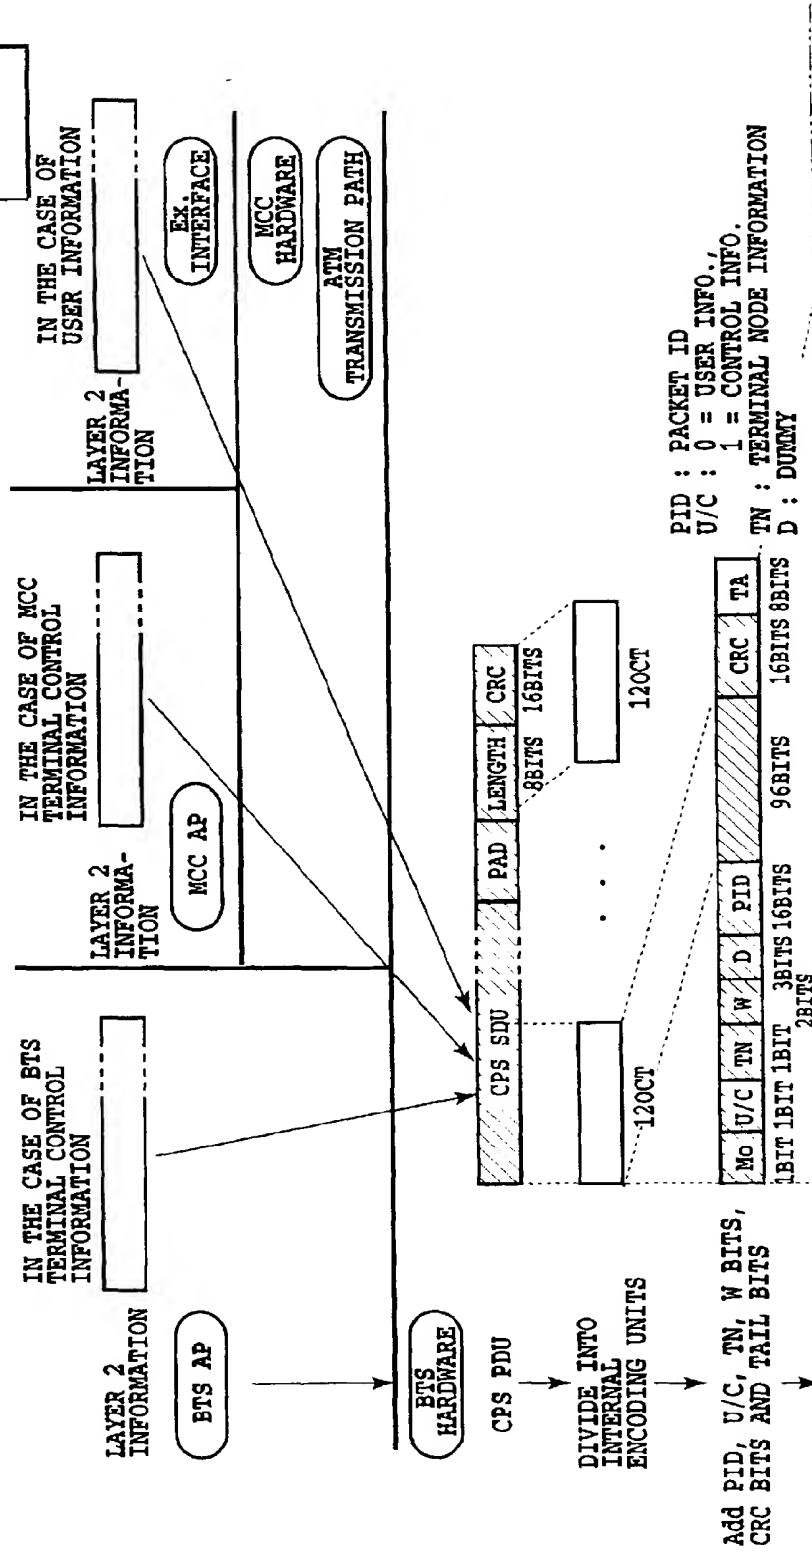 IN THE CASE OF BTS
TERMINAL CONTROL
INFORMATION
LAYER 2
INFORMATION
BTS AP
IN THE CASE OF MCC
TERMINAL CONTROL
INFORMATION
LAYER 2
INFORMA-
TION
MCC AP
IN THE CASE OF
USER INFORMATION
LAYER 2
INFORMA-
TION
EX.
INTERFACE
MCC
HARDWARE
ATM
TRANSMISSION PATH
BTS
HARDWARE
CPS PDU
CPS SDU
PAD
LENGTH
CRC
8BITS
16BITS
DIVIDE INTO
INTERNAL
ENCODING UNITS
12OCT
. . .
12OCT
PID : PACKET ID
U/C : 0 = USER INFO.,
1 = CONTROL INFO.
TN : TERMINAL NODE INFORMATION
D : DUMMY
Add PID, U/C, TN, W BITS,
CRC BITS AND TAIL BITS
Mo U/C TN W D PID CRC TA
1BIT 1BIT 1BIT 2BITS 3BITS 16BITS 96BITS 16BITS 8BITS